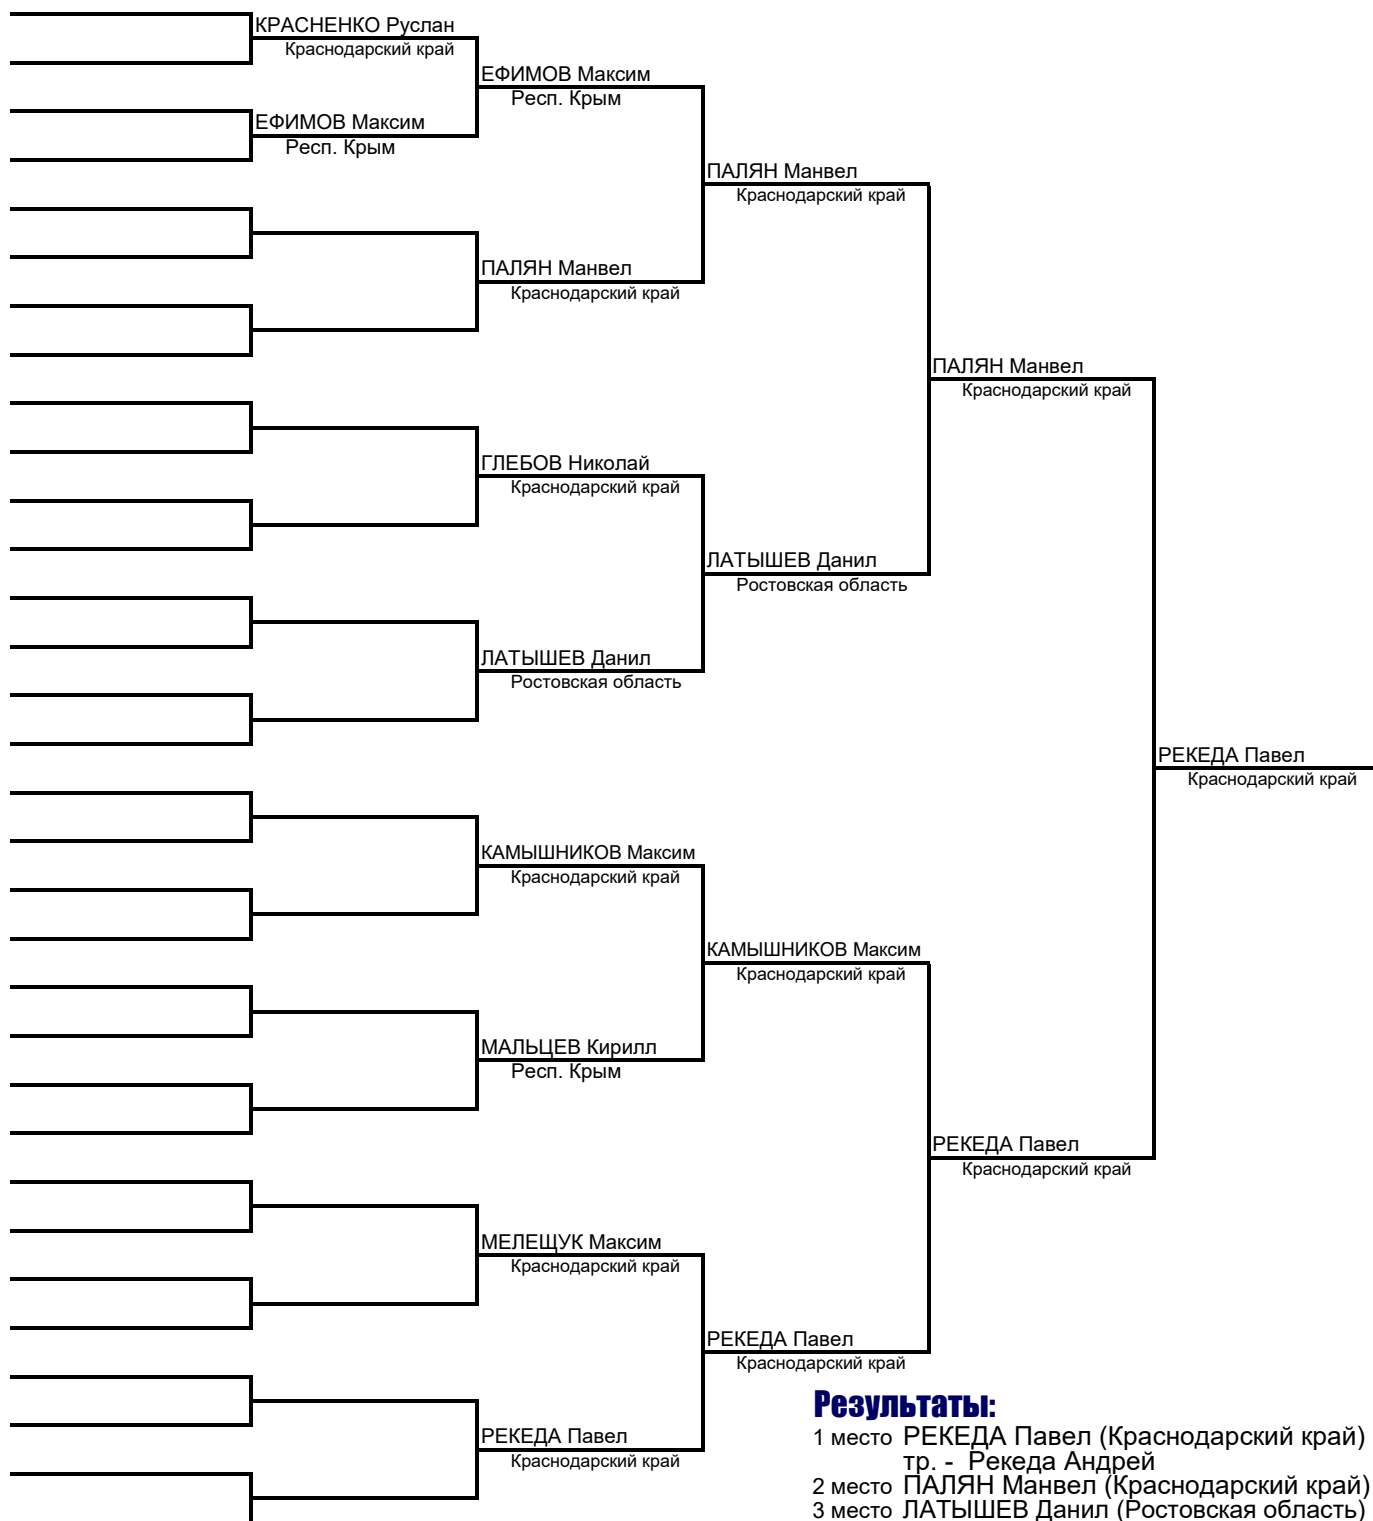 КРАСНЕНКО Руслан
Краснодарский край
ЕФИМОВ Максим
Респ. Крым
ЕФИМОВ Максим
Респ. Крым
ПАЛЯН Манвел
Краснодарский край
ПАЛЯН Манвел
Краснодарский край
ПАЛЯН Манвел
Краснодарский край
ГЛЕБОВ Николай
Краснодарский край
ЛАТЫШЕВ Данил
Ростовская область
ЛАТЫШЕВ Данил
Ростовская область
РЕКЕДА Павел
Краснодарский край
КАМЫШНИКОВ Максим
Краснодарский край
КАМЫШНИКОВ Максим
Краснодарский край
МАЛЬЦЕВ Кирилл
Респ. Крым
РЕКЕДА Павел
Краснодарский край
МЕЛЕЩУК Максим
Краснодарский край
РЕКЕДА Павел
Краснодарский край
РЕКЕДА Павел
Краснодарский край
Результаты:
1 место РЕКЕДА Павел (Краснодарский край)
тр. - Рекеда Андрей
2 место ПАЛЯН Манвел (Краснодарский край)
3 место ЛАТЫШЕВ Данил (Ростовская область)